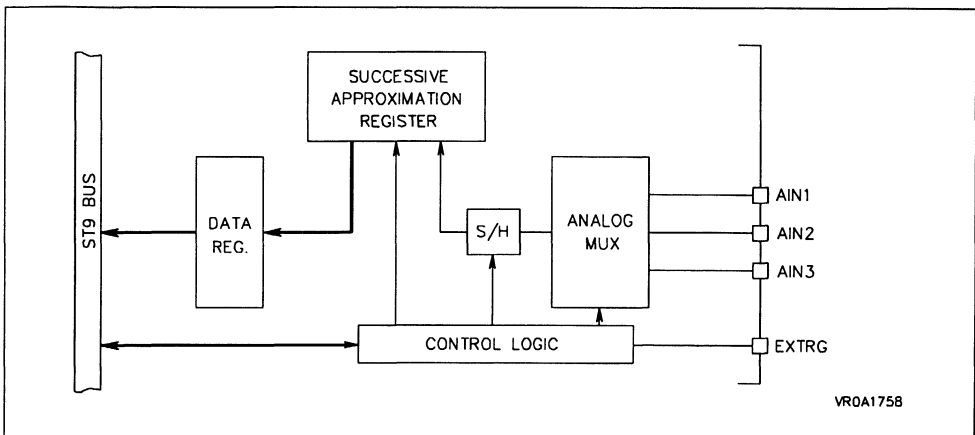 SUCCESSIVE
APPROXIMATION
REGISTER
ST9 BUS
DATA
REG.
S/H
ANALOG
MUX
AIN1
AIN2
AIN3
CONTROL LOGIC
EXTRG
VR0A1758